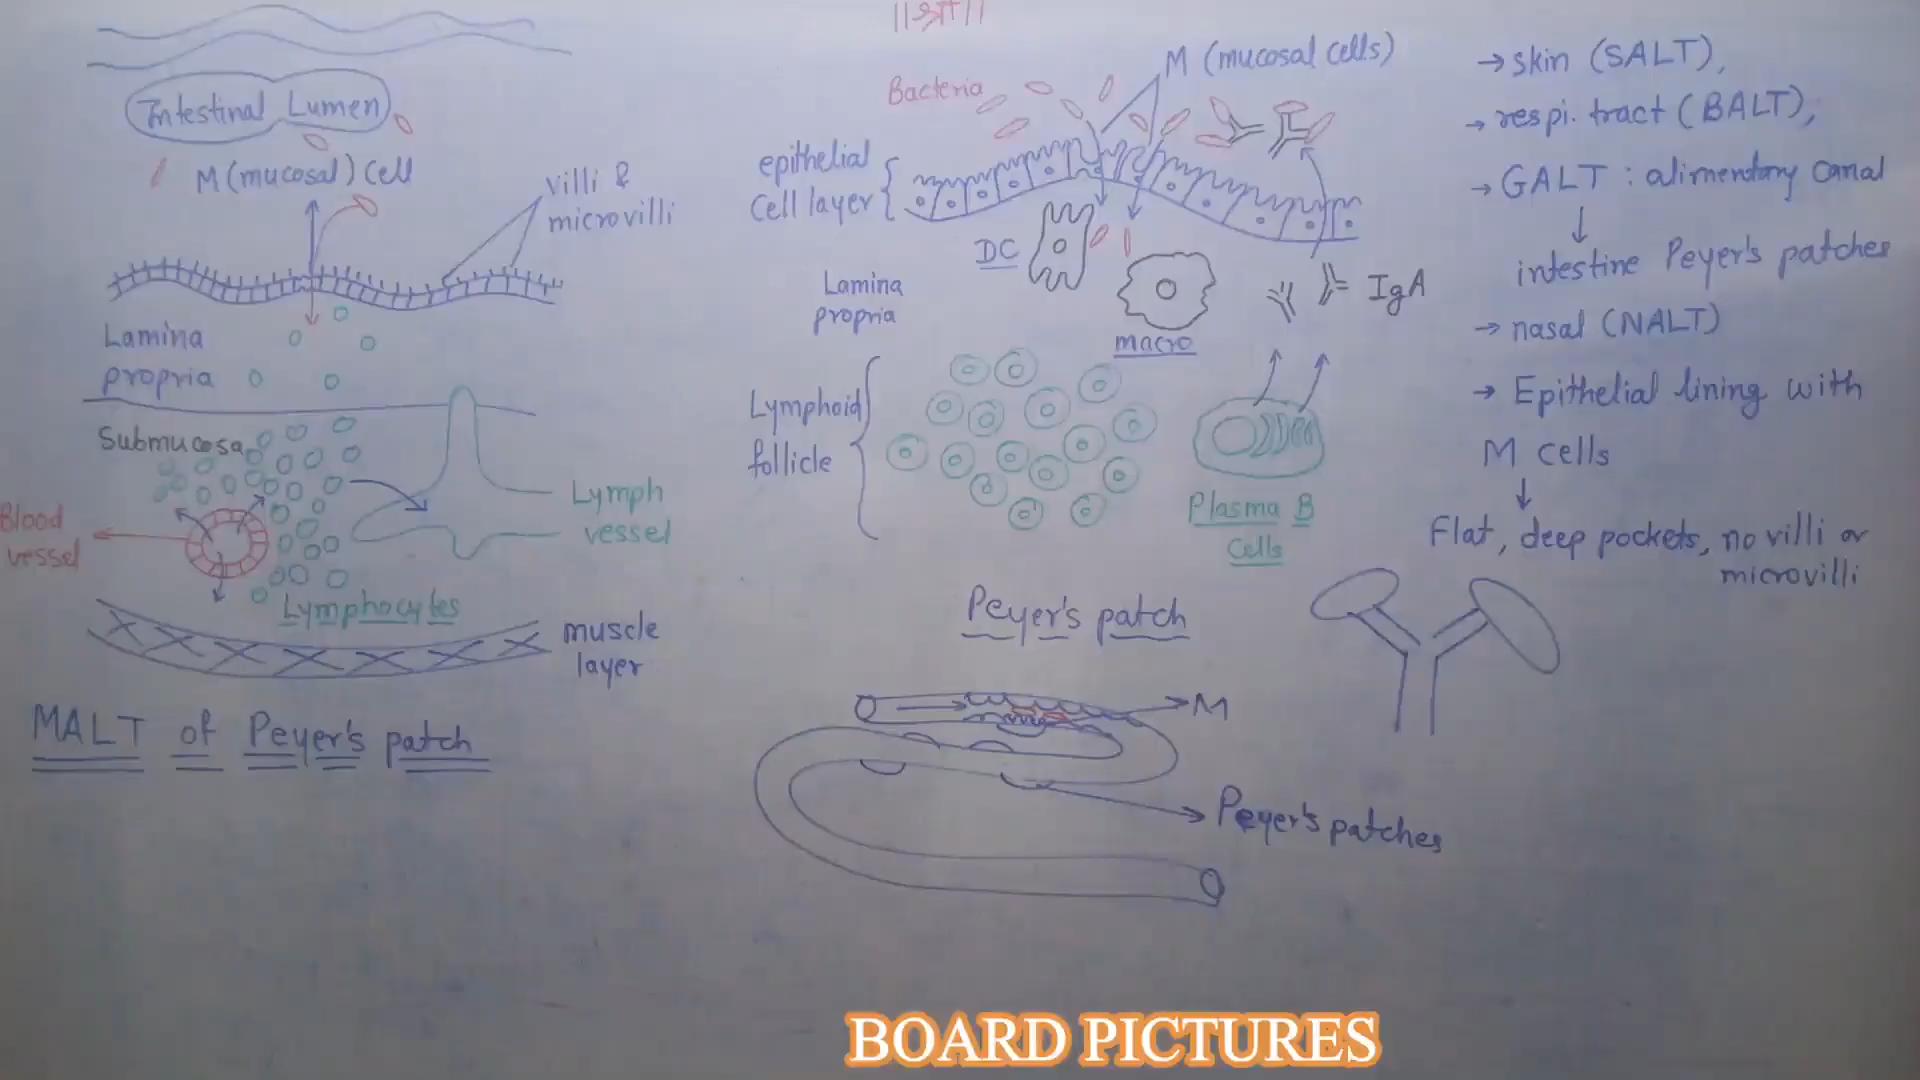 ||श्री||
Intestinal Lumen
M (mucosal) Cell
villi &
microvilli
Lamina
propria
Submucosa
Blood
vessel
Lymph
vessel
Lymphocytes
muscle
layer
MALT of Peyer's patch
M (mucosal cells)
Bacteria
epithelial
Cell layer
DC
Lamina
propria
macro
IgA
Lymphoid
follicle
Plasma B
Cells
Peyer's patch
M
Peyer's patches
→ skin (SALT),
→ respi. tract (BALT),
→ GALT : alimentary canal
↓
intestine Peyer's patches
→ nasal (NALT)
→ Epithelial lining with
M cells
↓
Flat, deep pockets, no villi or
microvilli
BOARD PICTURES